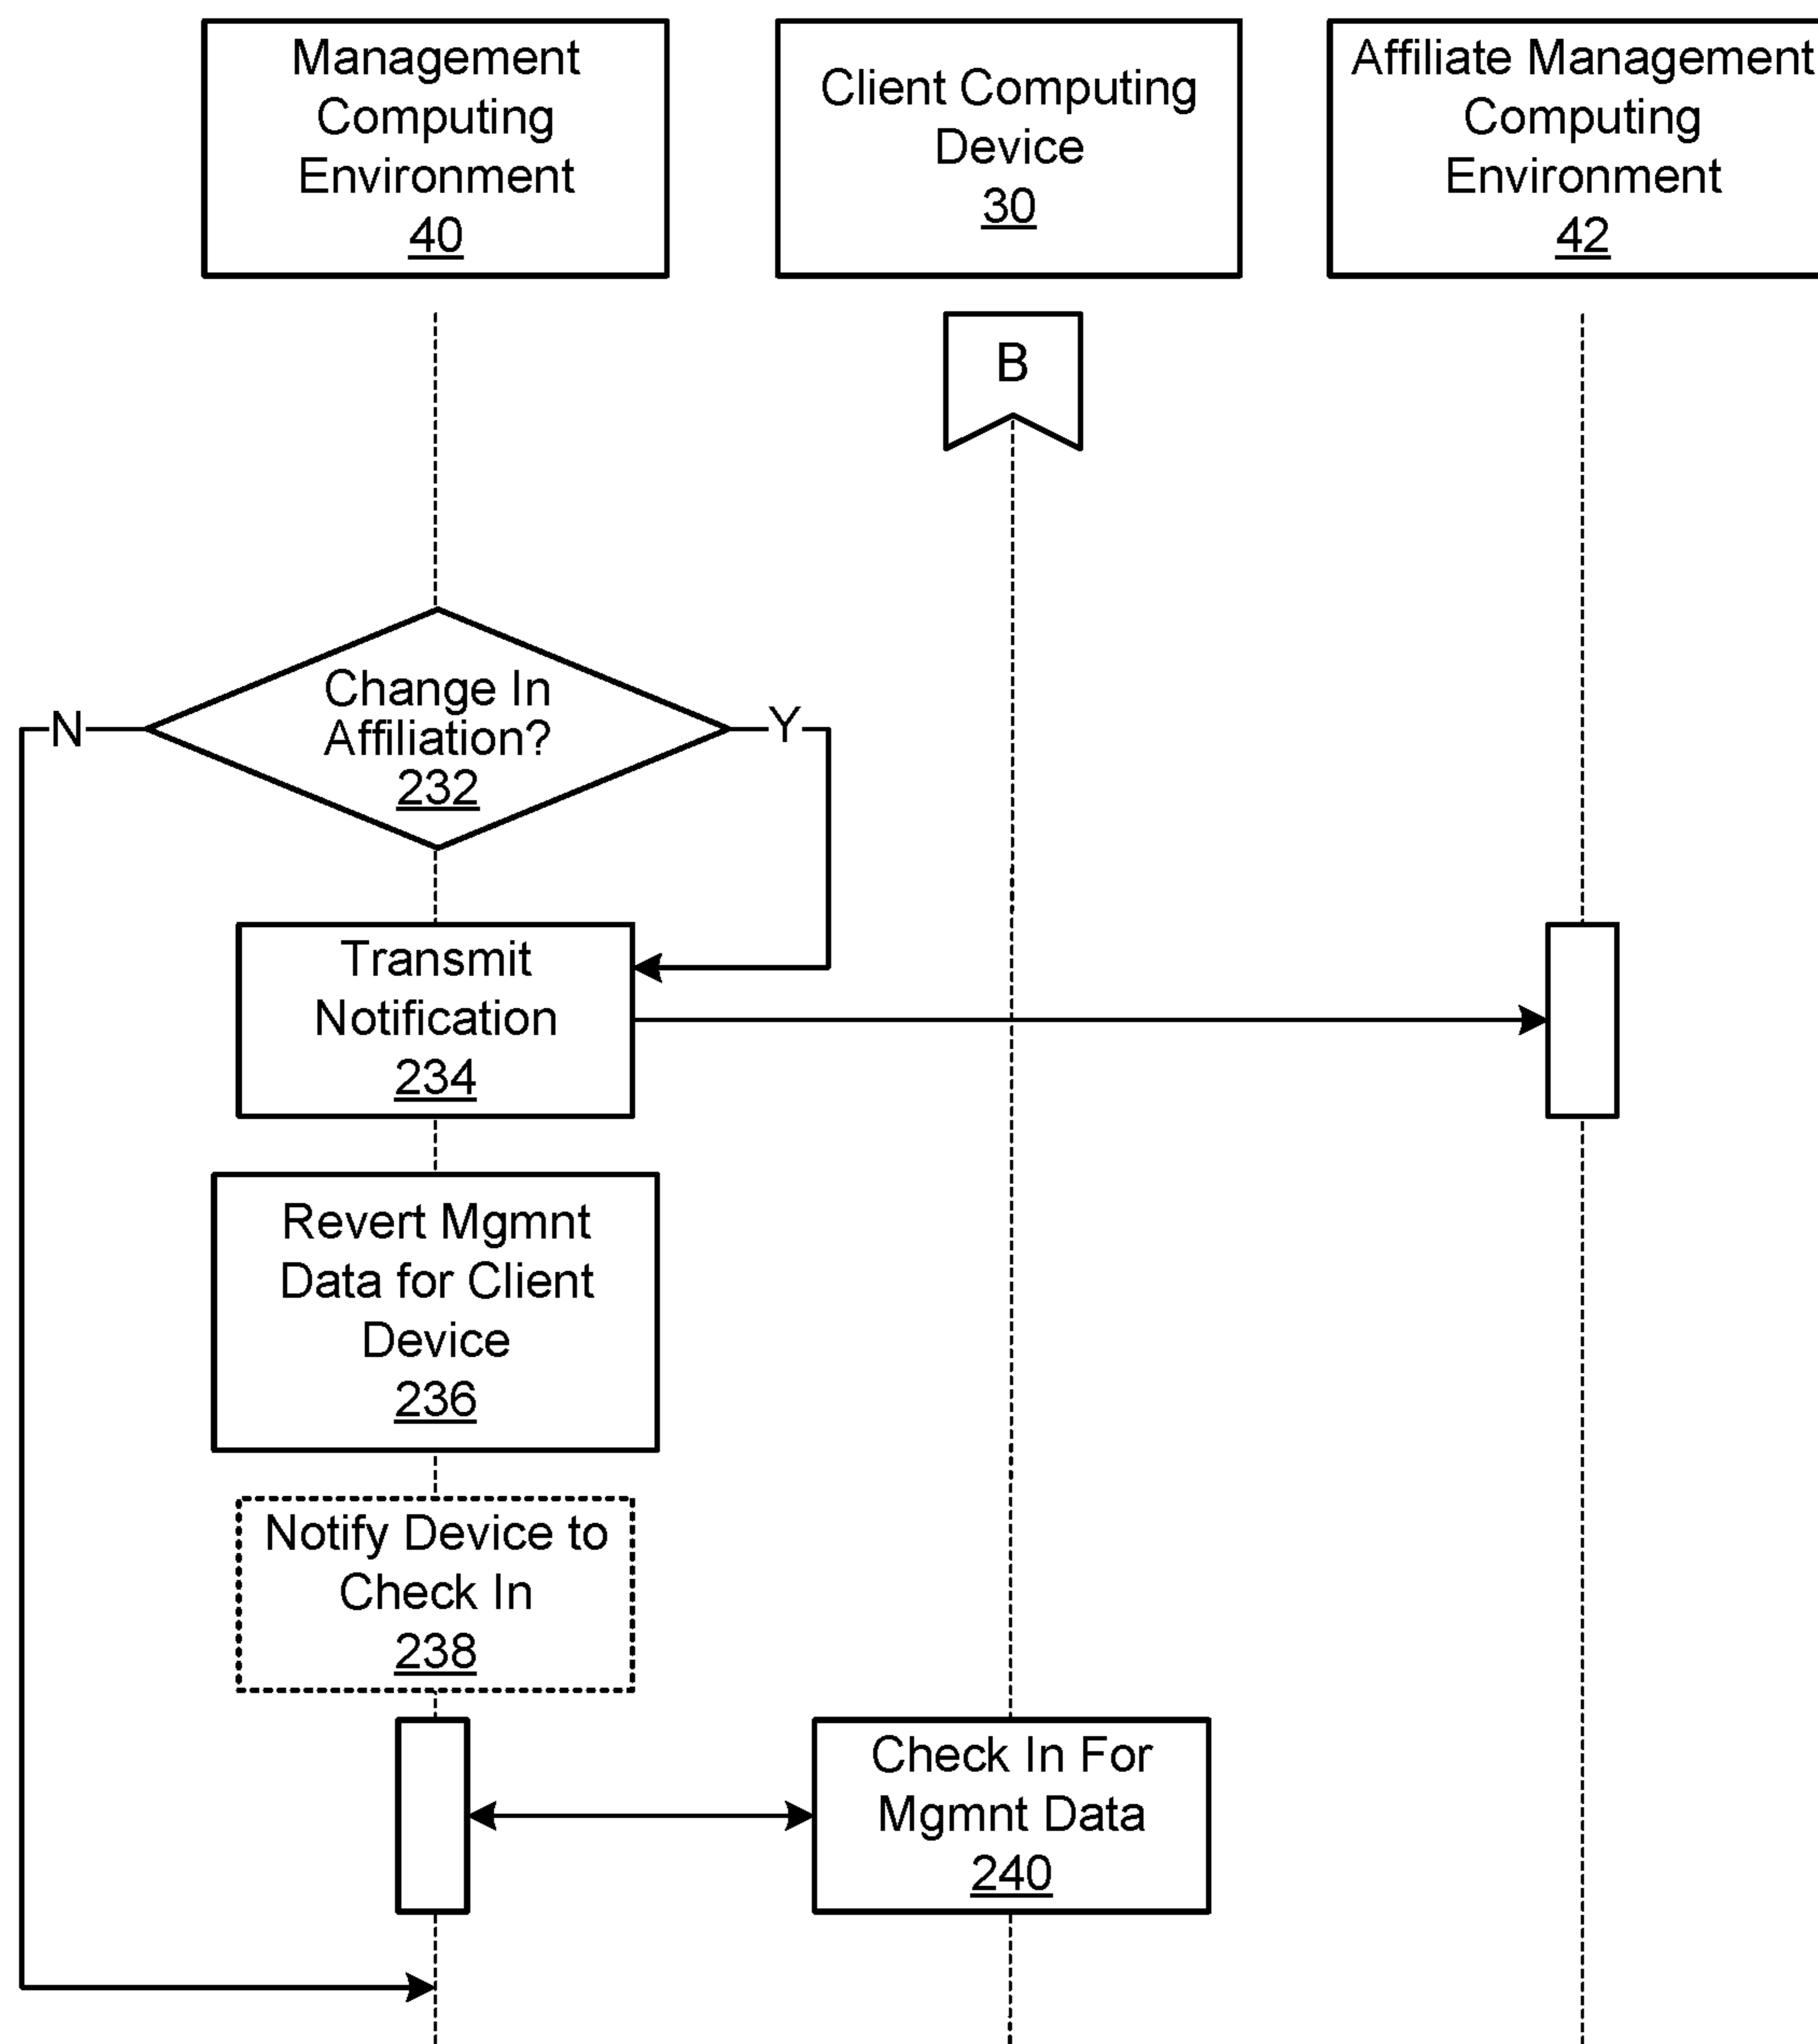 Management
Computing
Environment
40
Client Computing
Device
30
Affiliate Management
Computing
Environment
42
B
Change In
Affiliation?
232
N
Y
Transmit
Notification
234
Revert Mgmnt
Data for Client
Device
236
Notify Device to
Check In
238
Check In For
Mgmnt Data
240